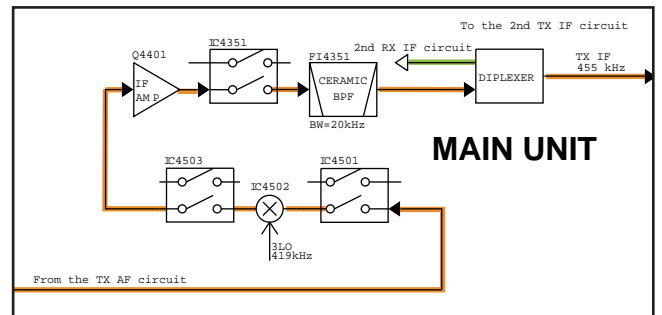 To the 2nd TX IF circuit
Q4401
IC4351
2nd RX IF circuit
FI4351
TX IF
455 kHz
IF
AMP
CERAMIC
BPF
DIPLEXER
BW=20kHz
MAIN UNIT
IC4503
IC4502
IC4501
3LO
419kHz
From the TX AF circuit